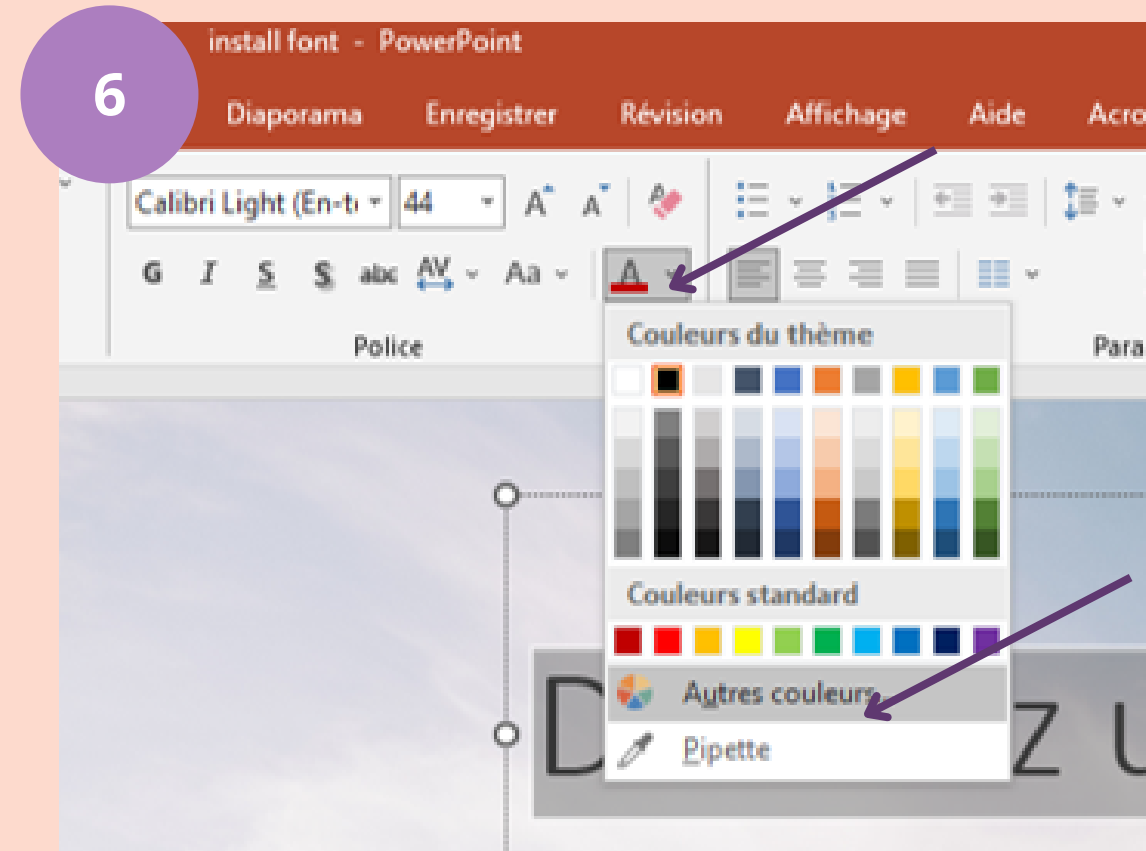 6
install font - PowerPoint
Diaporama Enregistrer Révision Affichage Aide Acro
Calibri Light (En-t 44 A A A
G I S S abc AV Aa A
Police Para
Couleurs du thème
Couleurs standard
Autres couleurs...
D z u
Pipette